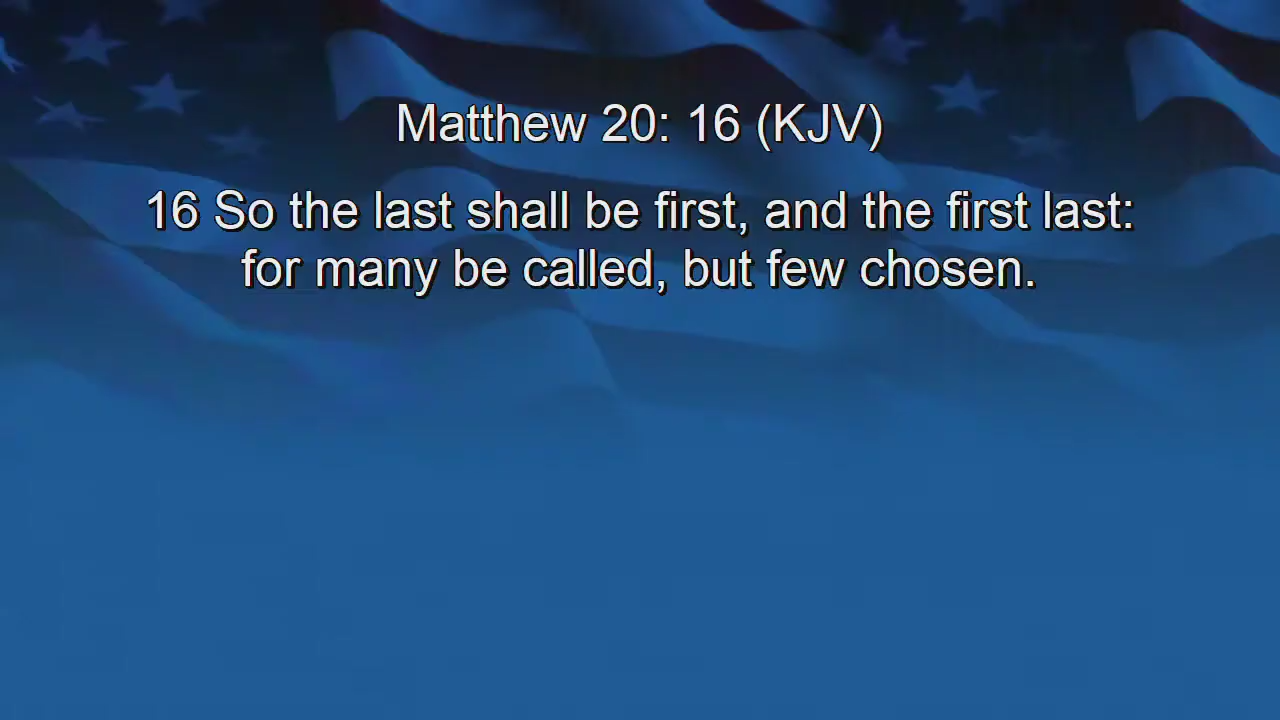 Matthew 20: 16 (KJV)
16 So the last shall be first, and the first last:
for many be called, but few chosen.